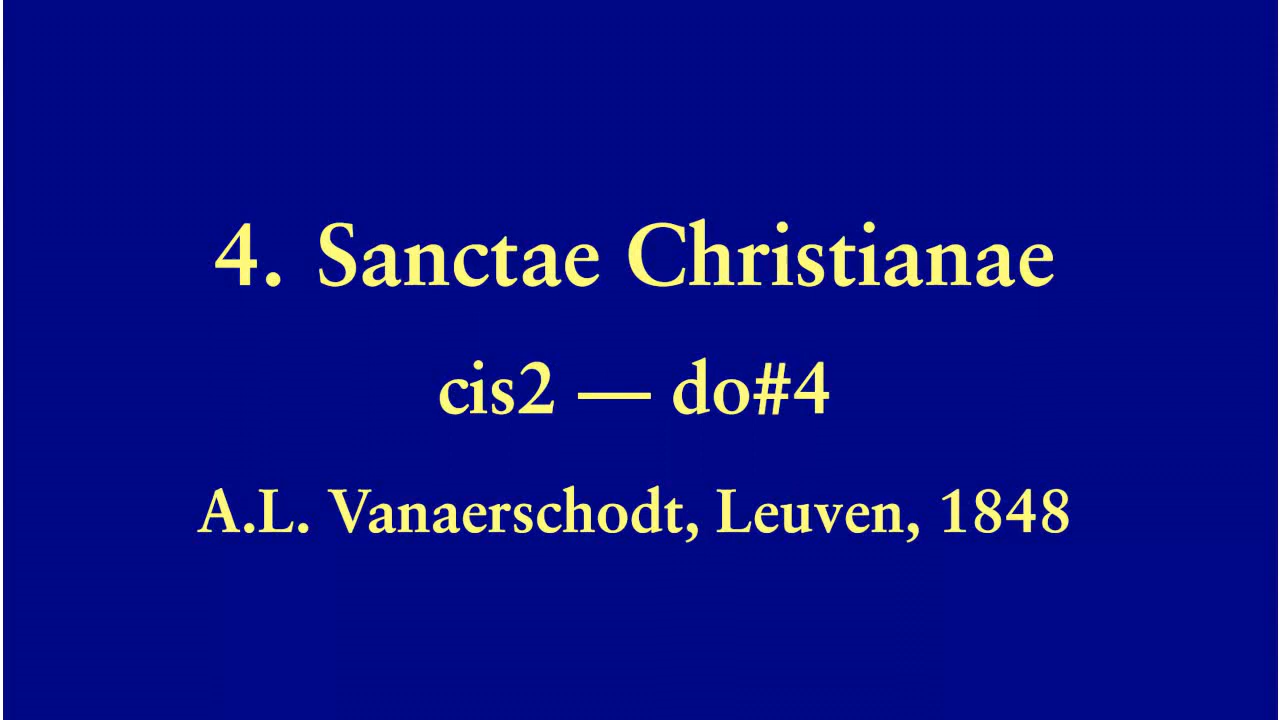 4. Sanctae Christianae
cis2 — do#4
A.L. Vanaerschodt, Leuven, 1848